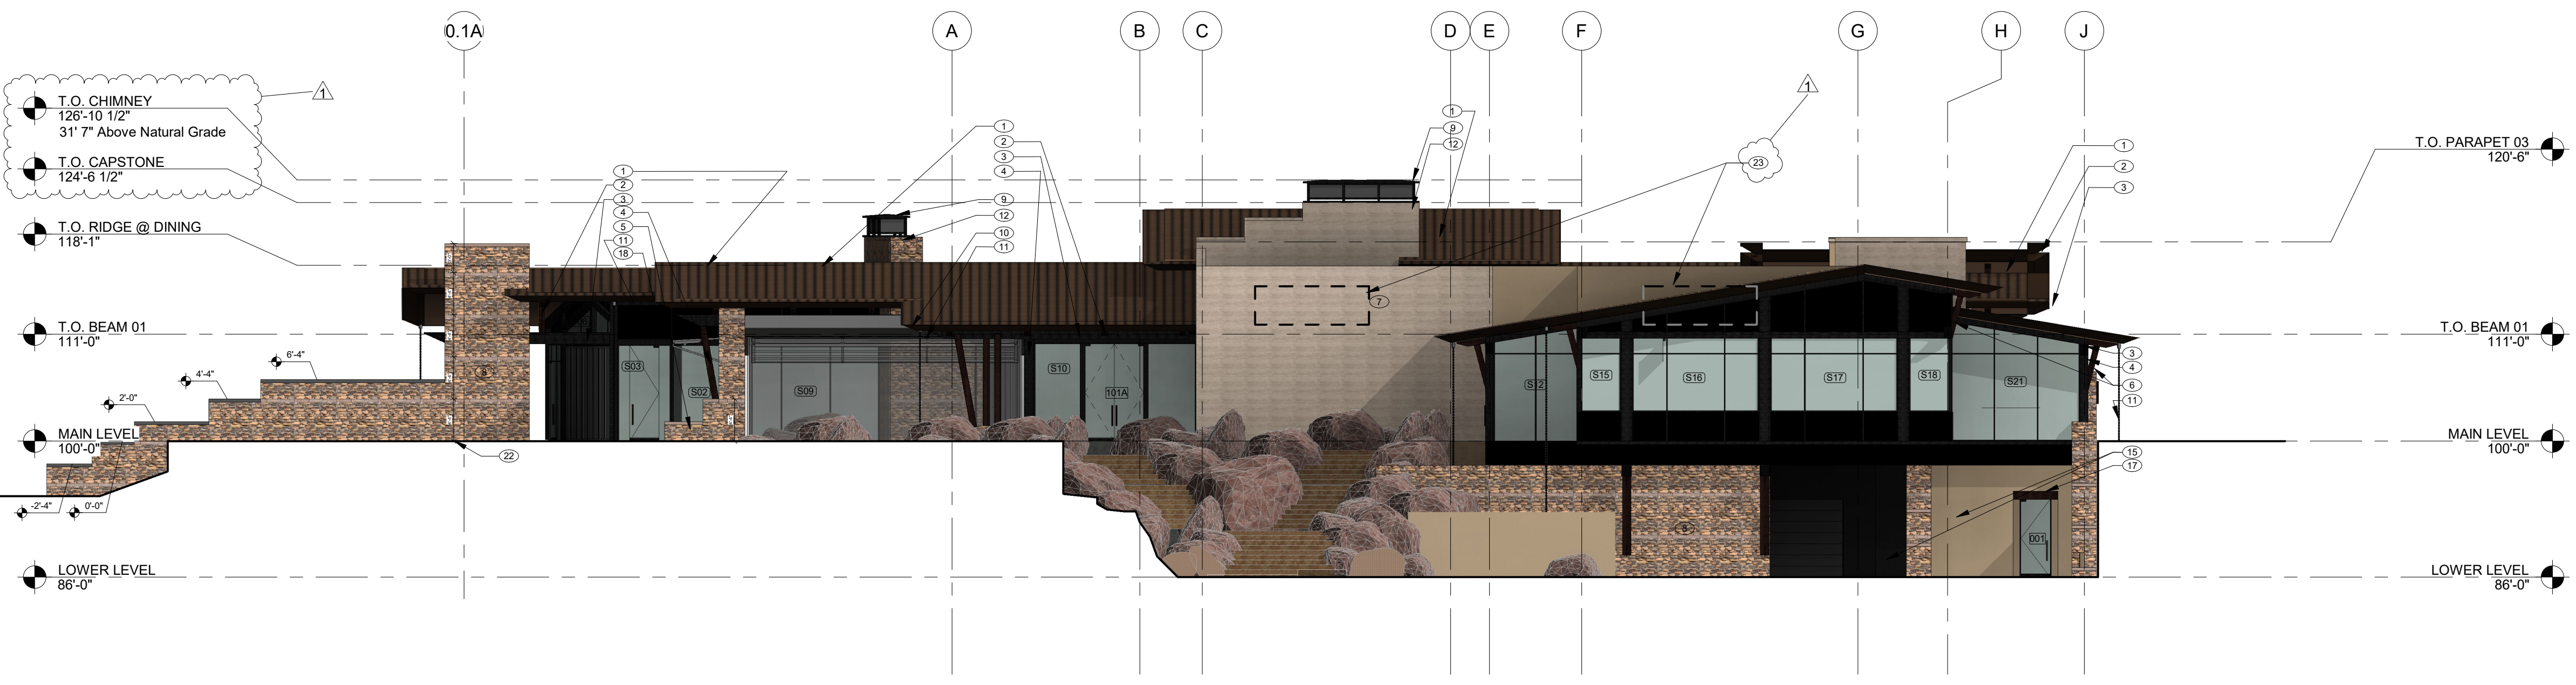 0.1A
A
B
C
D
E
F
G
H
J
T.O. CHIMNEY
126'-10 1/2"
31' 7" Above Natural Grade
1
T.O. CAPSTONE
124'-6 1/2"
T.O. RIDGE @ DINING
118'-1"
T.O. BEAM 01
111'-0"
MAIN LEVEL
100'-0"
LOWER LEVEL
86'-0"
6'-4"
4'-4"
2'-0"
0'-0"
-2'-4"
1
2
3
4
5
11
18
1
2
3
4
9
12
10
11
1
9
12
1
23
7
1
2
3
T.O. PARAPET 03
120'-6"
T.O. BEAM 01
111'-0"
MAIN LEVEL
100'-0"
LOWER LEVEL
86'-0"
3
4
6
11
15
17
22
8
S03
S02
S09
S10
101A
S12
S15
S16
S17
S18
S21
8
001